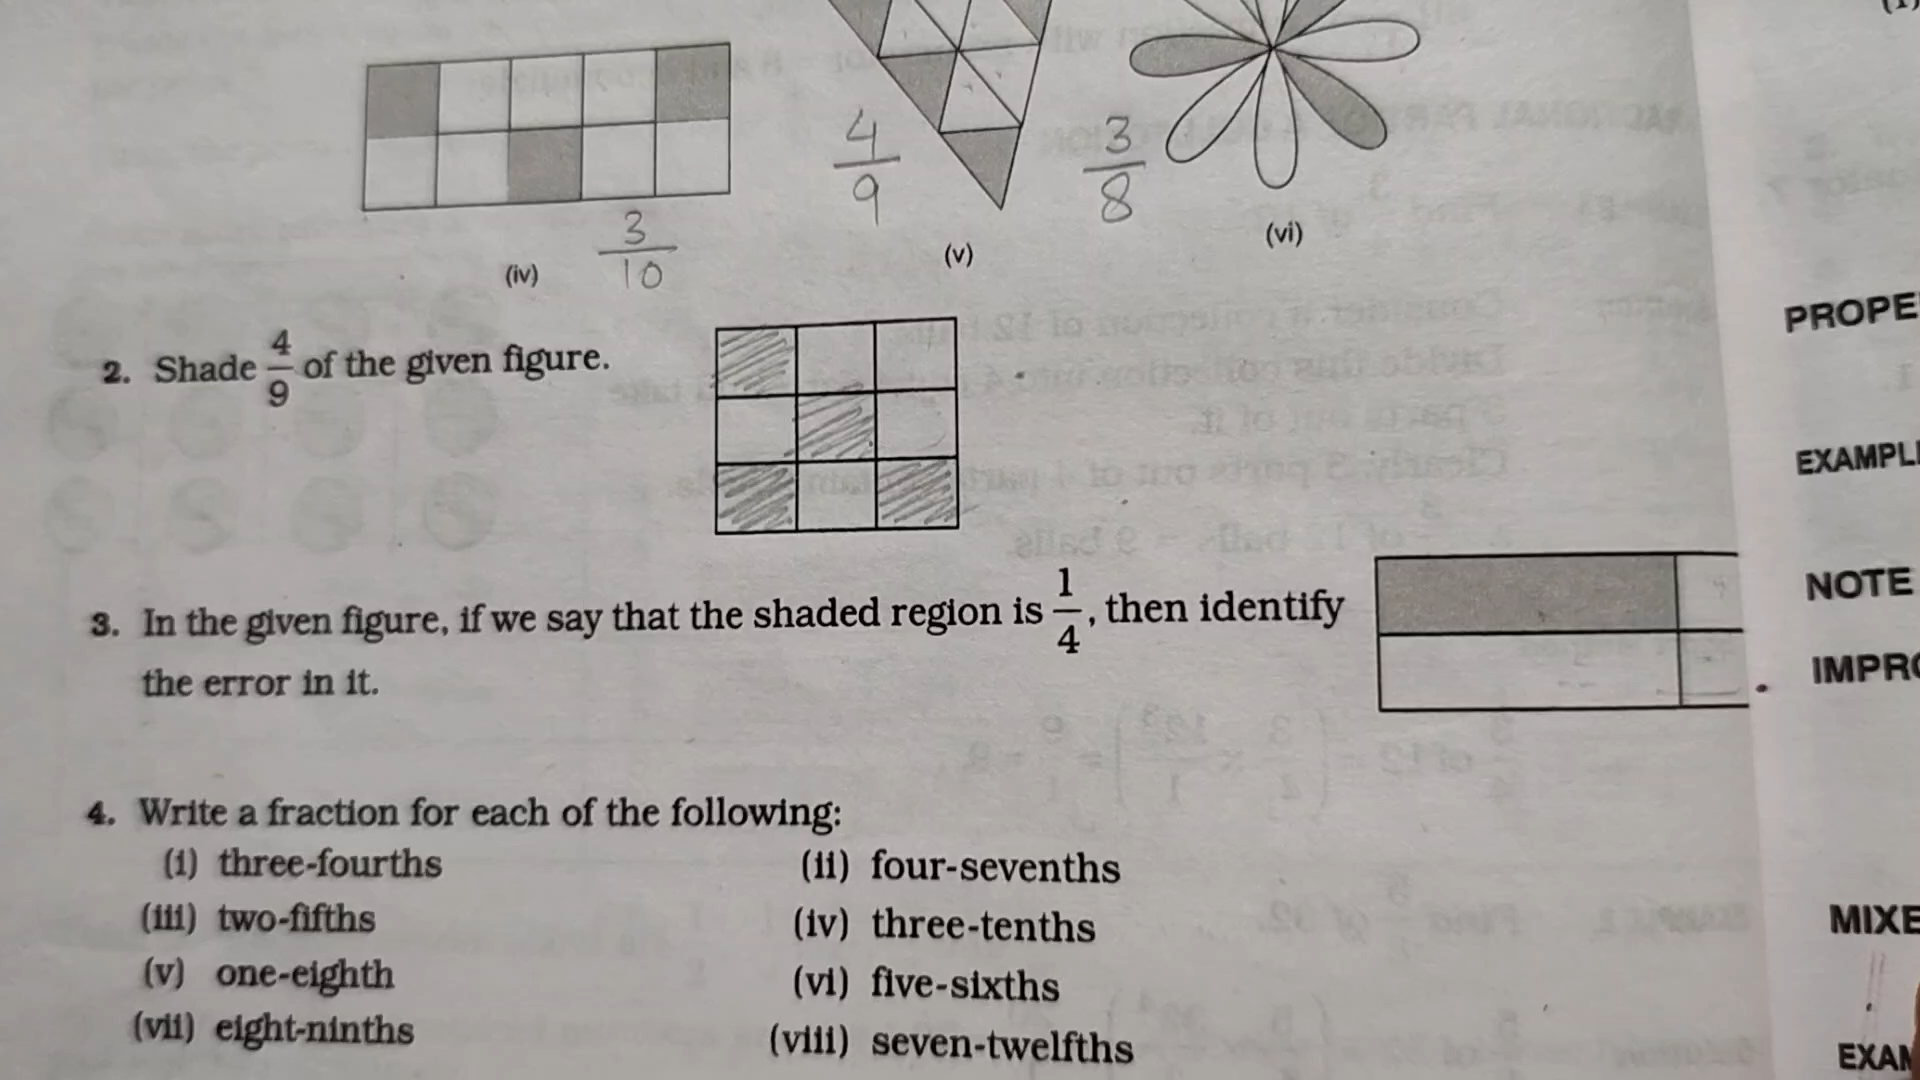 4/9
3/8
3/10
(iv)
(v)
(vi)
2. Shade 4/9 of the given figure.
3. In the given figure, if we say that the shaded region is 1/4, then identify
the error in it.
4. Write a fraction for each of the following:
(i) three-fourths (ii) four-sevenths
(iii) two-fifths (iv) three-tenths
(v) one-eighth (vi) five-sixths
(vii) eight-ninths (viii) seven-twelfths
PROPE
EXAMPL
NOTE
IMPRO
MIXE
EXAM